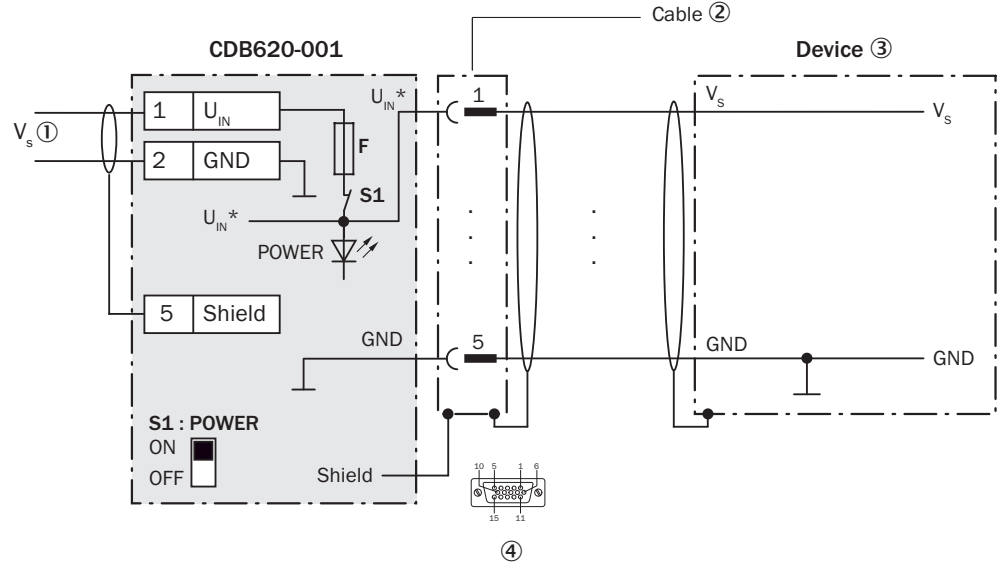 Cable ②
CDB620-001
Device ③
1 U_IN
U_IN*
1
V_s
V_s
V_s ①
F
2 GND
S1
U_IN*
POWER
5 Shield
GND
5
GND
GND
S1 : POWER
ON
OFF
Shield
10 5 1 6
15 11
④